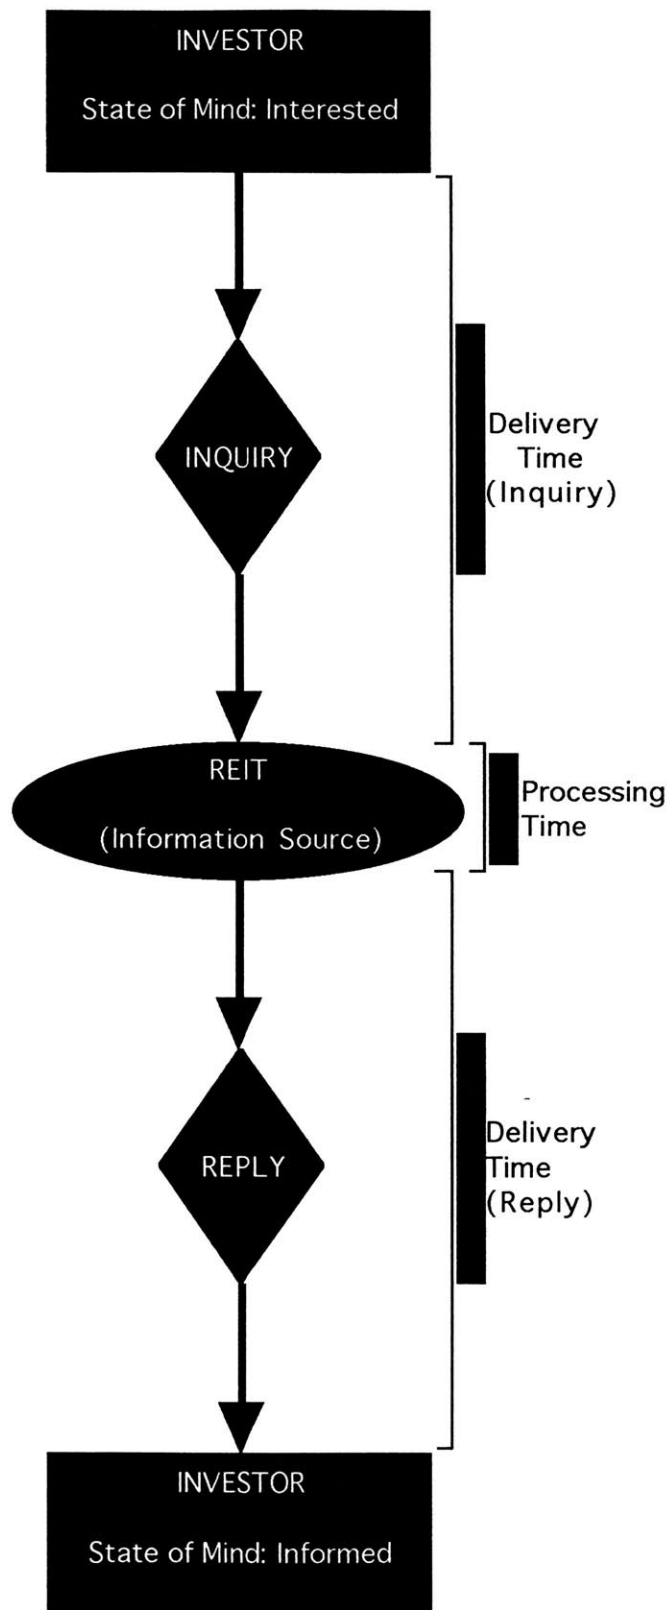 INVESTOR
State of Mind: Interested
INQUIRY
Delivery
Time
(Inquiry)
REIT
(Information Source)
Processing
Time
REPLY
Delivery
Time
(Reply)
INVESTOR
State of Mind: Informed